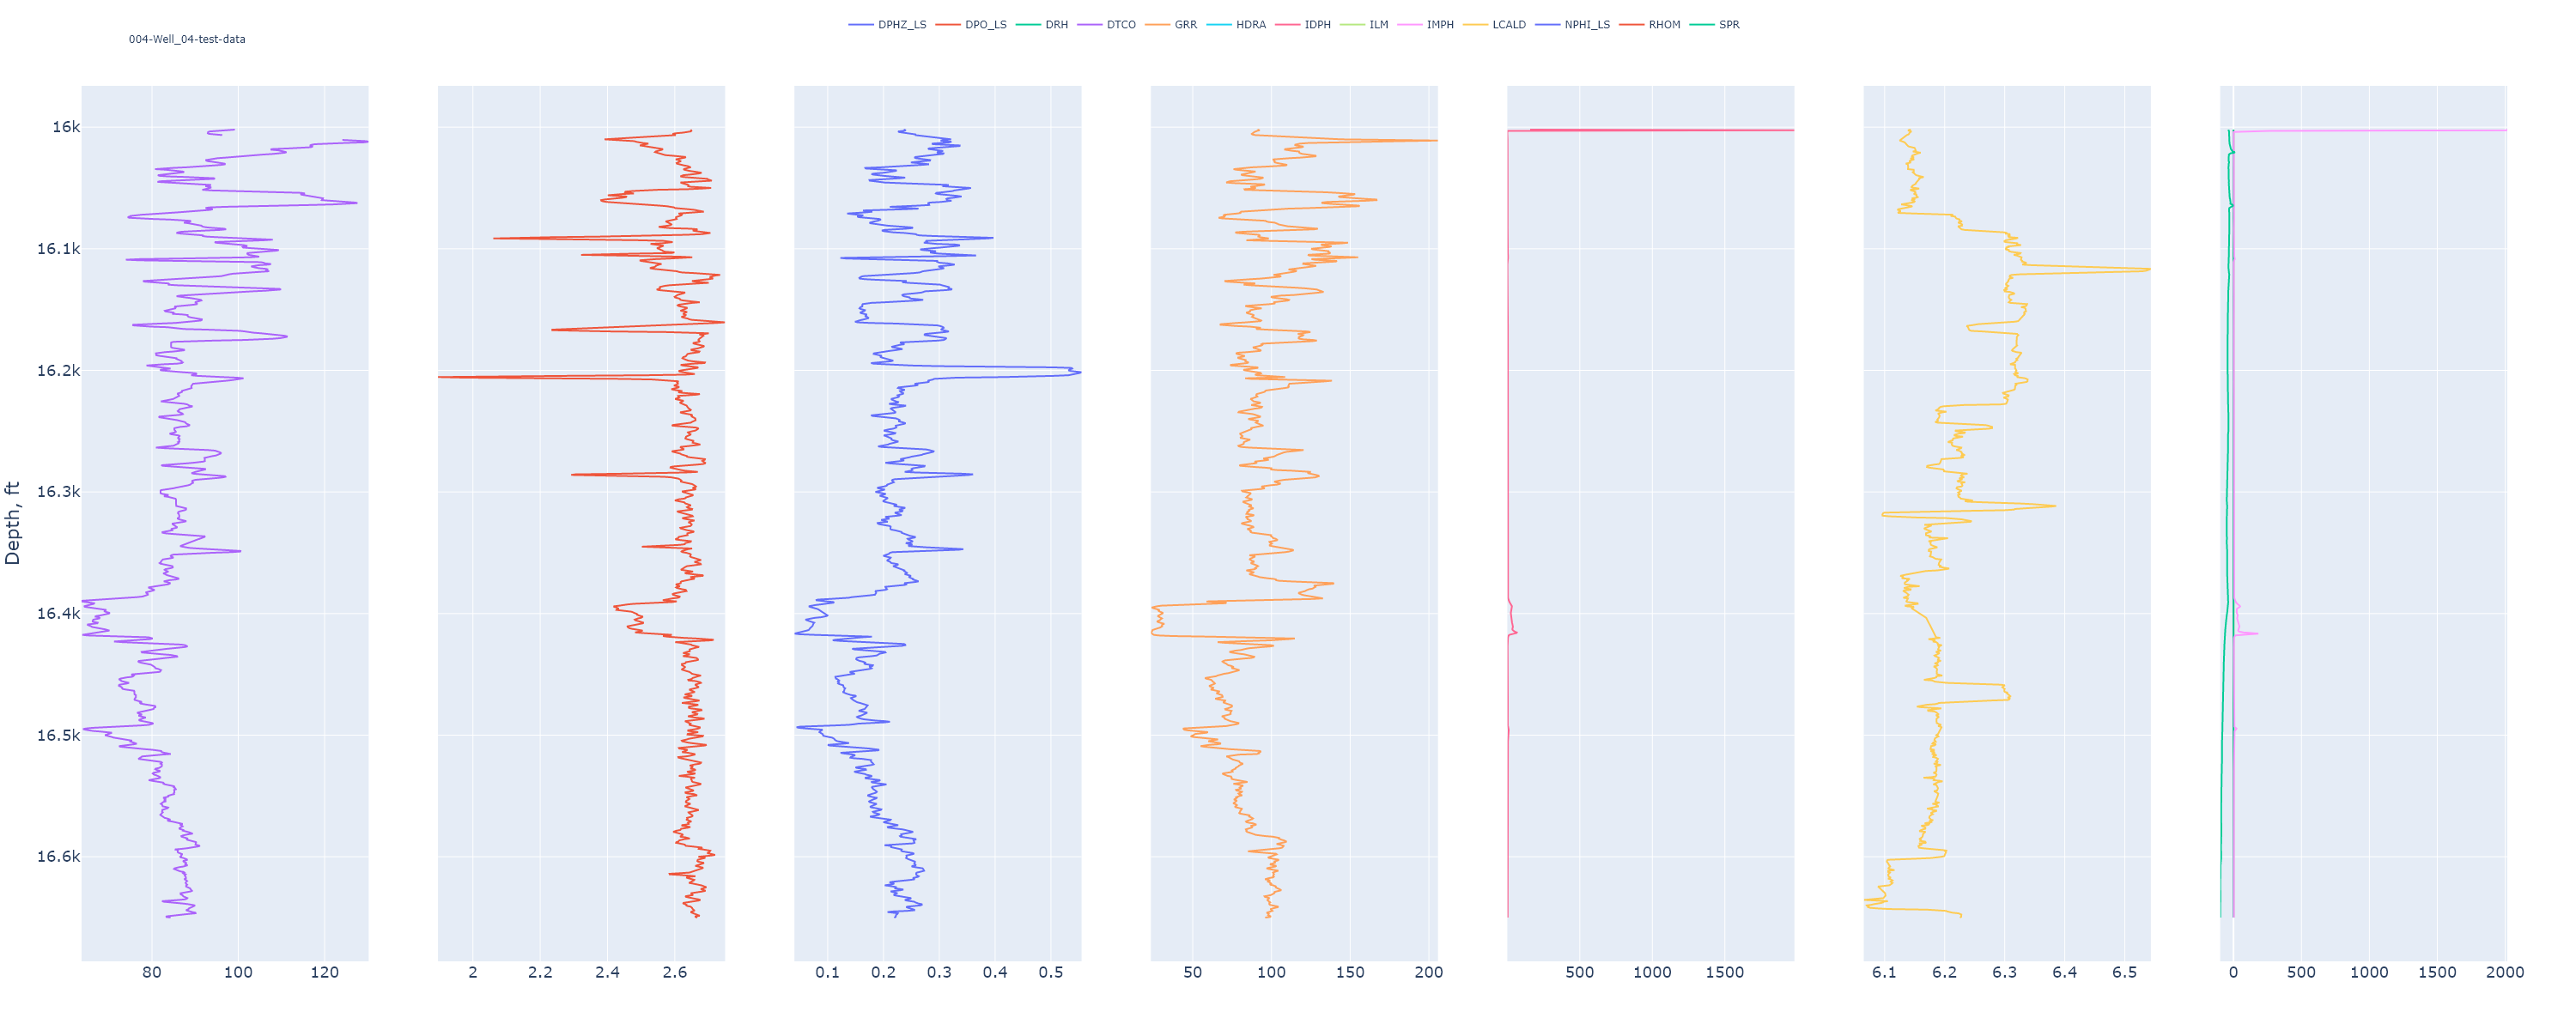 DPHZ_LS DPO_LS DRH DTCO GRR HDRA IDPH ILM IMPH LCALD NPHI_LS RHOM SPR
004-Well_04-test-data
Depth, ft
16k
16.1k
16.2k
16.3k
16.4k
16.5k
16.6k
80 100 120
2 2.2 2.4 2.6
0.1 0.2 0.3 0.4 0.5
50 100 150 200
500 1000 1500
6.1 6.2 6.3 6.4 6.5
0 500 1000 1500 2000